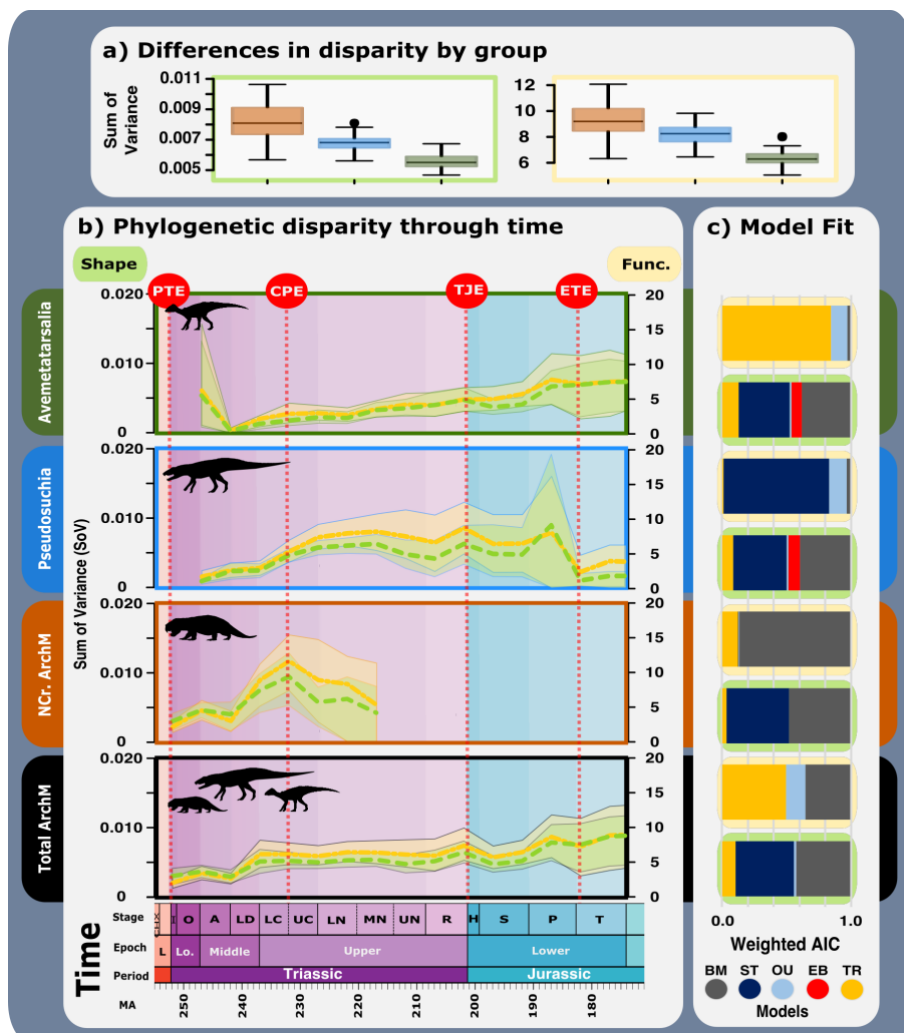 a) Differences in disparity by group
Sum of
Variance
0.011
0.009
0.007
0.005
12
10
8
6
b) Phylogenetic disparity through time
c) Model Fit
Shape
Func.
PTE
CPE
TJE
ETE
Avemetatarsalia
0.020
0.010
0
20
15
10
5
0
Pseudosuchia
0.020
0.010
0
20
15
10
5
0
NCr. ArchM
0.020
0.010
0
20
15
10
5
0
Total ArchM
0.020
0.010
0
20
15
10
5
0
Sum of Variance (SoV)
Time
Stage
I O A LD LC UC LN MN UN R H S P T
Epoch
L Lo. Middle Upper Lower
Period
Triassic Jurassic
MA
250 240 230 220 210 200 190 180
0.0 1.0
Weighted AIC
BM ST OU EB TR
Models